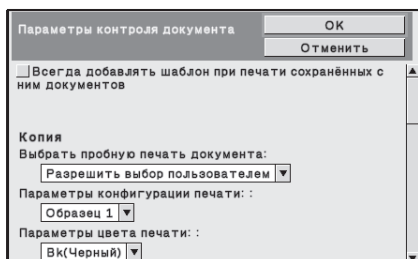 Параметры контроля документа
OK
Отменить
Всегда добавлять шаблон при печати сохранённых с
ним документов
Копия
Выбрать пробную печать документа:
Разрешить выбор пользователем
Параметры конфигурации печати: :
Образец 1
Параметры цвета печати: :
Bk(Черный)